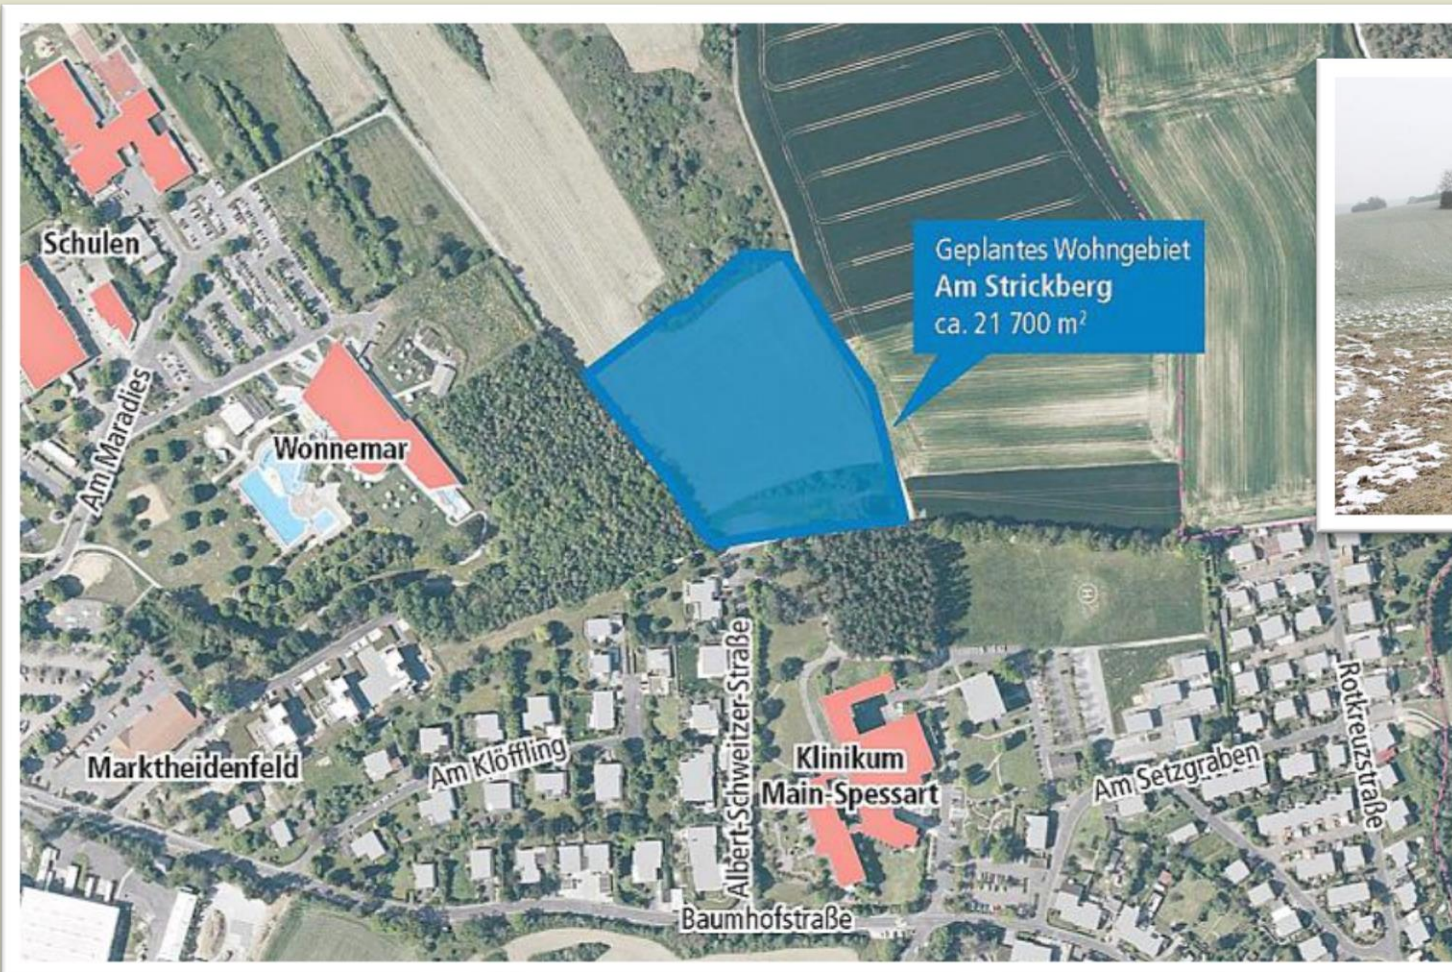 Schulen
Geplantes Wohngebiet
Am Strickberg
ca. 21 700 m²
Am Maradies
Wonnemar
H
Marktheidenfeld
Am Klöffling
Albert-Schweitzer-Straße
Klinikum
Main-Spessart
Am Setzgraben
Rotkreuzstraße
Baumhofstraße